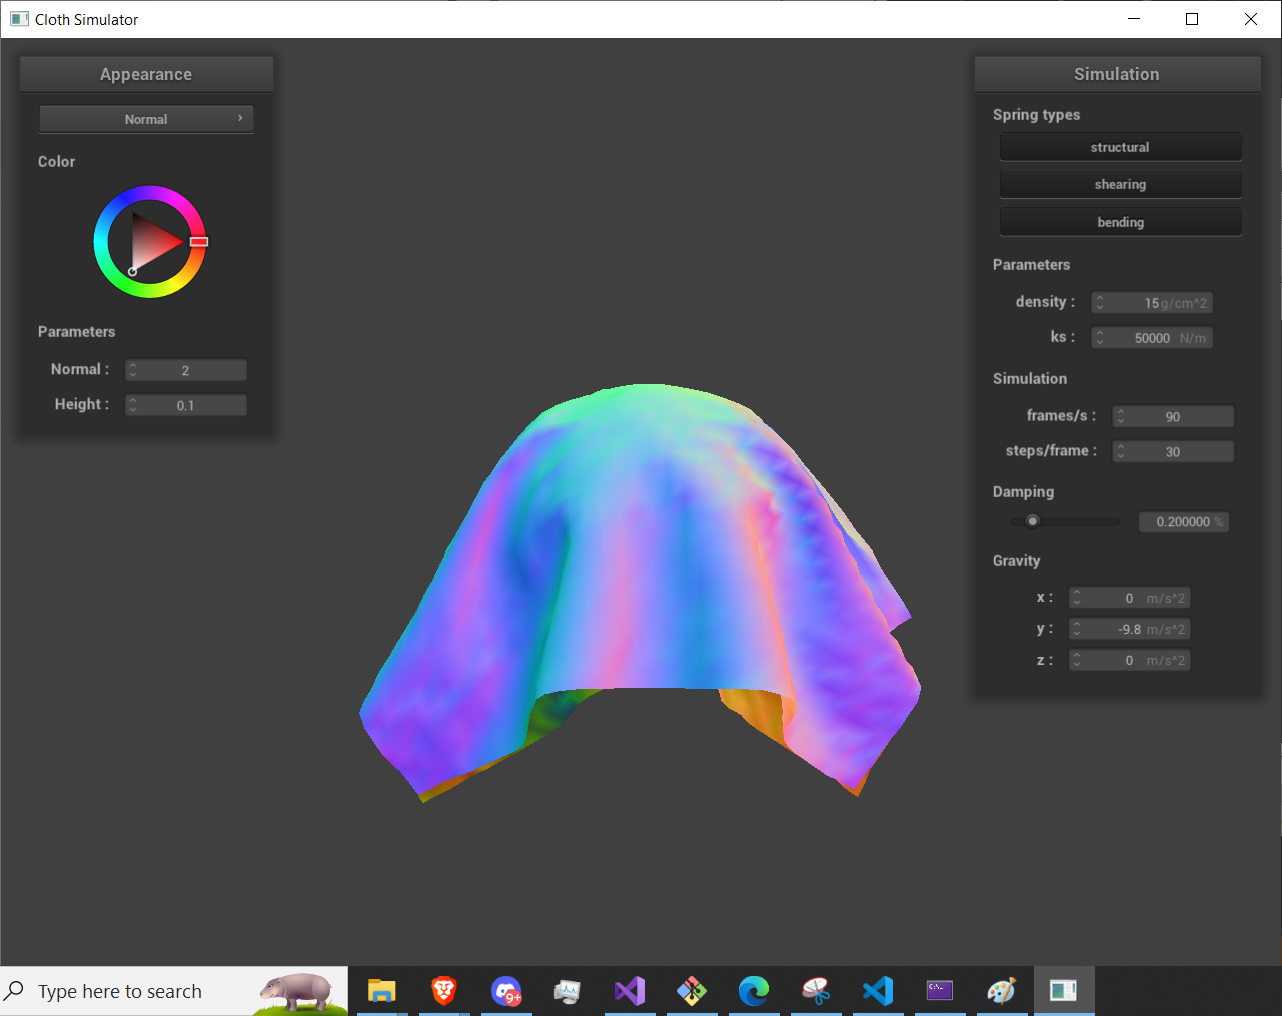 Cloth Simulator
Appearance
Normal
Color
Parameters
Normal :
2
Height :
0.1
Simulation
Spring types
structural
shearing
bending
Parameters
density :
15 g/cm^2
ks :
50000 N/m
Simulation
frames/s :
90
steps/frame :
30
Damping
0.200000 %
Gravity
x :
0 m/s^2
y :
-9.8 m/s^2
z :
0 m/s^2
Type here to search
9+
C:\_